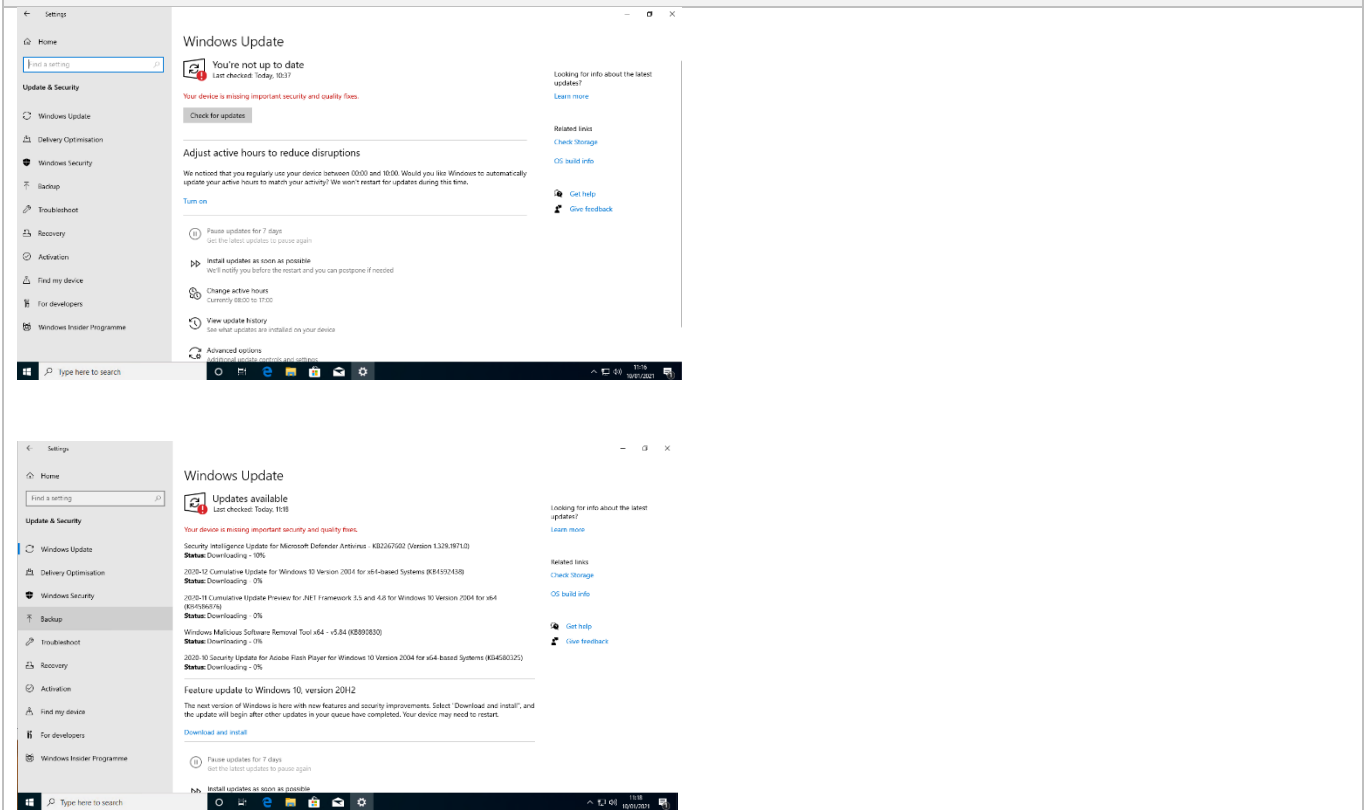 Settings
Home
Windows Update
Find a setting
You're not up to date
Last checked: Today, 10:37
Looking for info about the latest
updates?
Update & Security
Your device is missing important security and quality fixes.
Learn more
Windows Update
Check for updates
Related links
Delivery Optimisation
Check Storage
Adjust active hours to reduce disruptions
Windows Security
OS build info
We noticed that you regularly use your device between 00:00 and 10:00. Would you like Windows to automatically
update your active hours to match your activity? We won't restart for updates during this time.
Backup
Get help
Turn on
Troubleshoot
Give feedback
Recovery
Pause updates for 7 days
Get the latest updates to pause again
Activation
Install updates as soon as possible
We'll notify you before the restart and you can postpone if needed
Find my device
Change active hours
Currently 08:00 to 17:00
For developers
View update history
See what updates are installed on your device
Windows Insider Programme
Advanced options
Additional update controls and settings
Type here to search
11:16
10/01/2021
Settings
Home
Windows Update
Find a setting
Updates available
Last checked: Today, 11:18
Looking for info about the latest
updates?
Update & Security
Your device is missing important security and quality fixes.
Learn more
Windows Update
Security Intelligence Update for Microsoft Defender Antivirus - KB2267602 (Version 1.329.1971.0)
Status: Downloading - 10%
Related links
Delivery Optimisation
2020-12 Cumulative Update for Windows 10 Version 2004 for x64-based Systems (KB4592438)
Status: Downloading - 0%
Check Storage
Windows Security
2020-11 Cumulative Update Preview for .NET Framework 3.5 and 4.8 for Windows 10 Version 2004 for x64
(KB4586876)
Status: Downloading - 0%
OS build info
Backup
Windows Malicious Software Removal Tool x64 - v5.84 (KB890830)
Status: Downloading - 0%
Get help
Troubleshoot
Give feedback
2020-10 Security Update for Adobe Flash Player for Windows 10 Version 2004 for x64-based Systems (KB4580325)
Status: Downloading - 0%
Recovery
Activation
Feature update to Windows 10, version 20H2
The next version of Windows is here with new features and security improvements. Select "Download and install", and
the update will begin after other updates in your queue have completed. Your device may need to restart.
Find my device
For developers
Download and install
Windows Insider Programme
Pause updates for 7 days
Get the latest updates to pause again
Install updates as soon as possible
Type here to search
11:18
10/01/2021